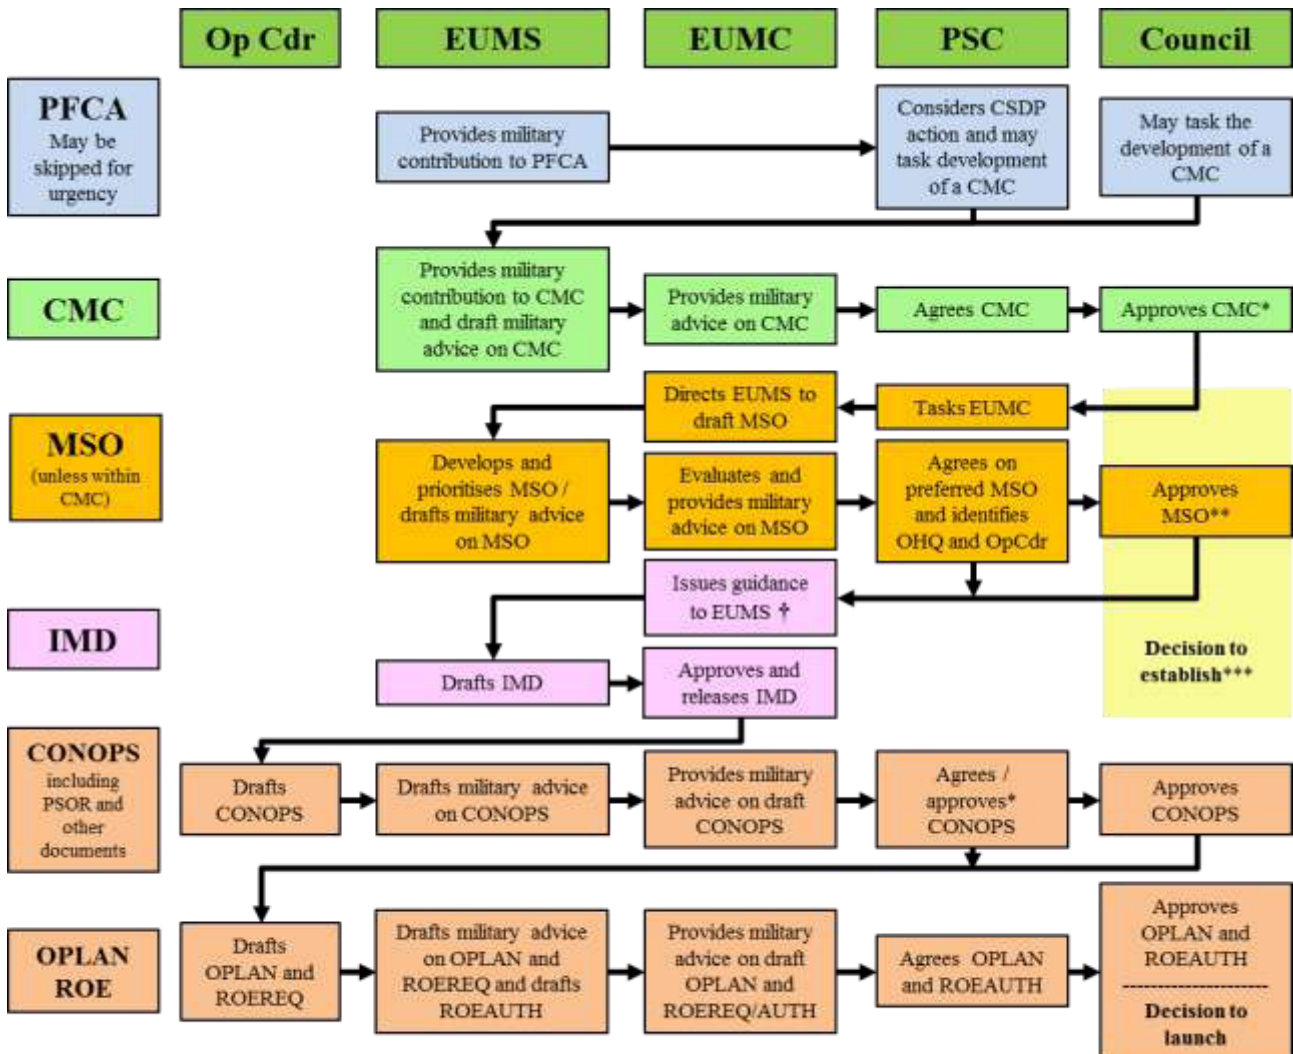 Op Cdr
EUMS
EUMC
PSC
Council
PFCA
May be
skipped for
urgency
Provides military
contribution to PFCA
Considers CSDP
action and may
task development
of a CMC
May task the
development of a
CMC
CMC
Provides military
contribution to CMC
and draft military
advice on CMC
Provides military
advice on CMC
Agrees CMC
Approves CMC*
MSO
(unless within
CMC)
Directs EUMS to
draft MSO
Tasks EUMC
Develops and
prioritises MSO /
drafts military advice
on MSO
Evaluates and
provides military
advice on MSO
Agrees on
preferred MSO
and identifies
OHQ and OpCdr
Approves
MSO**
IMD
Issues guidance
to EUMS †
Drafts IMD
Approves and
releases IMD
Decision to
establish***
CONOPS
including
PSOR and
other
documents
Drafts
CONOPS
Drafts military advice
on CONOPS
Provides military
advice on draft
CONOPS
Agrees /
approves*
CONOPS
Approves
CONOPS
OPLAN
ROE
Drafts
OPLAN and
ROEREQ
Drafts military advice
on OPLAN and
ROEREQ and drafts
ROEAUTH
Provides military
advice on draft
OPLAN and
ROEREQ/AUTH
Agrees OPLAN
and ROEAUTH
Approves
OPLAN and
ROEAUTH
Decision to
launch